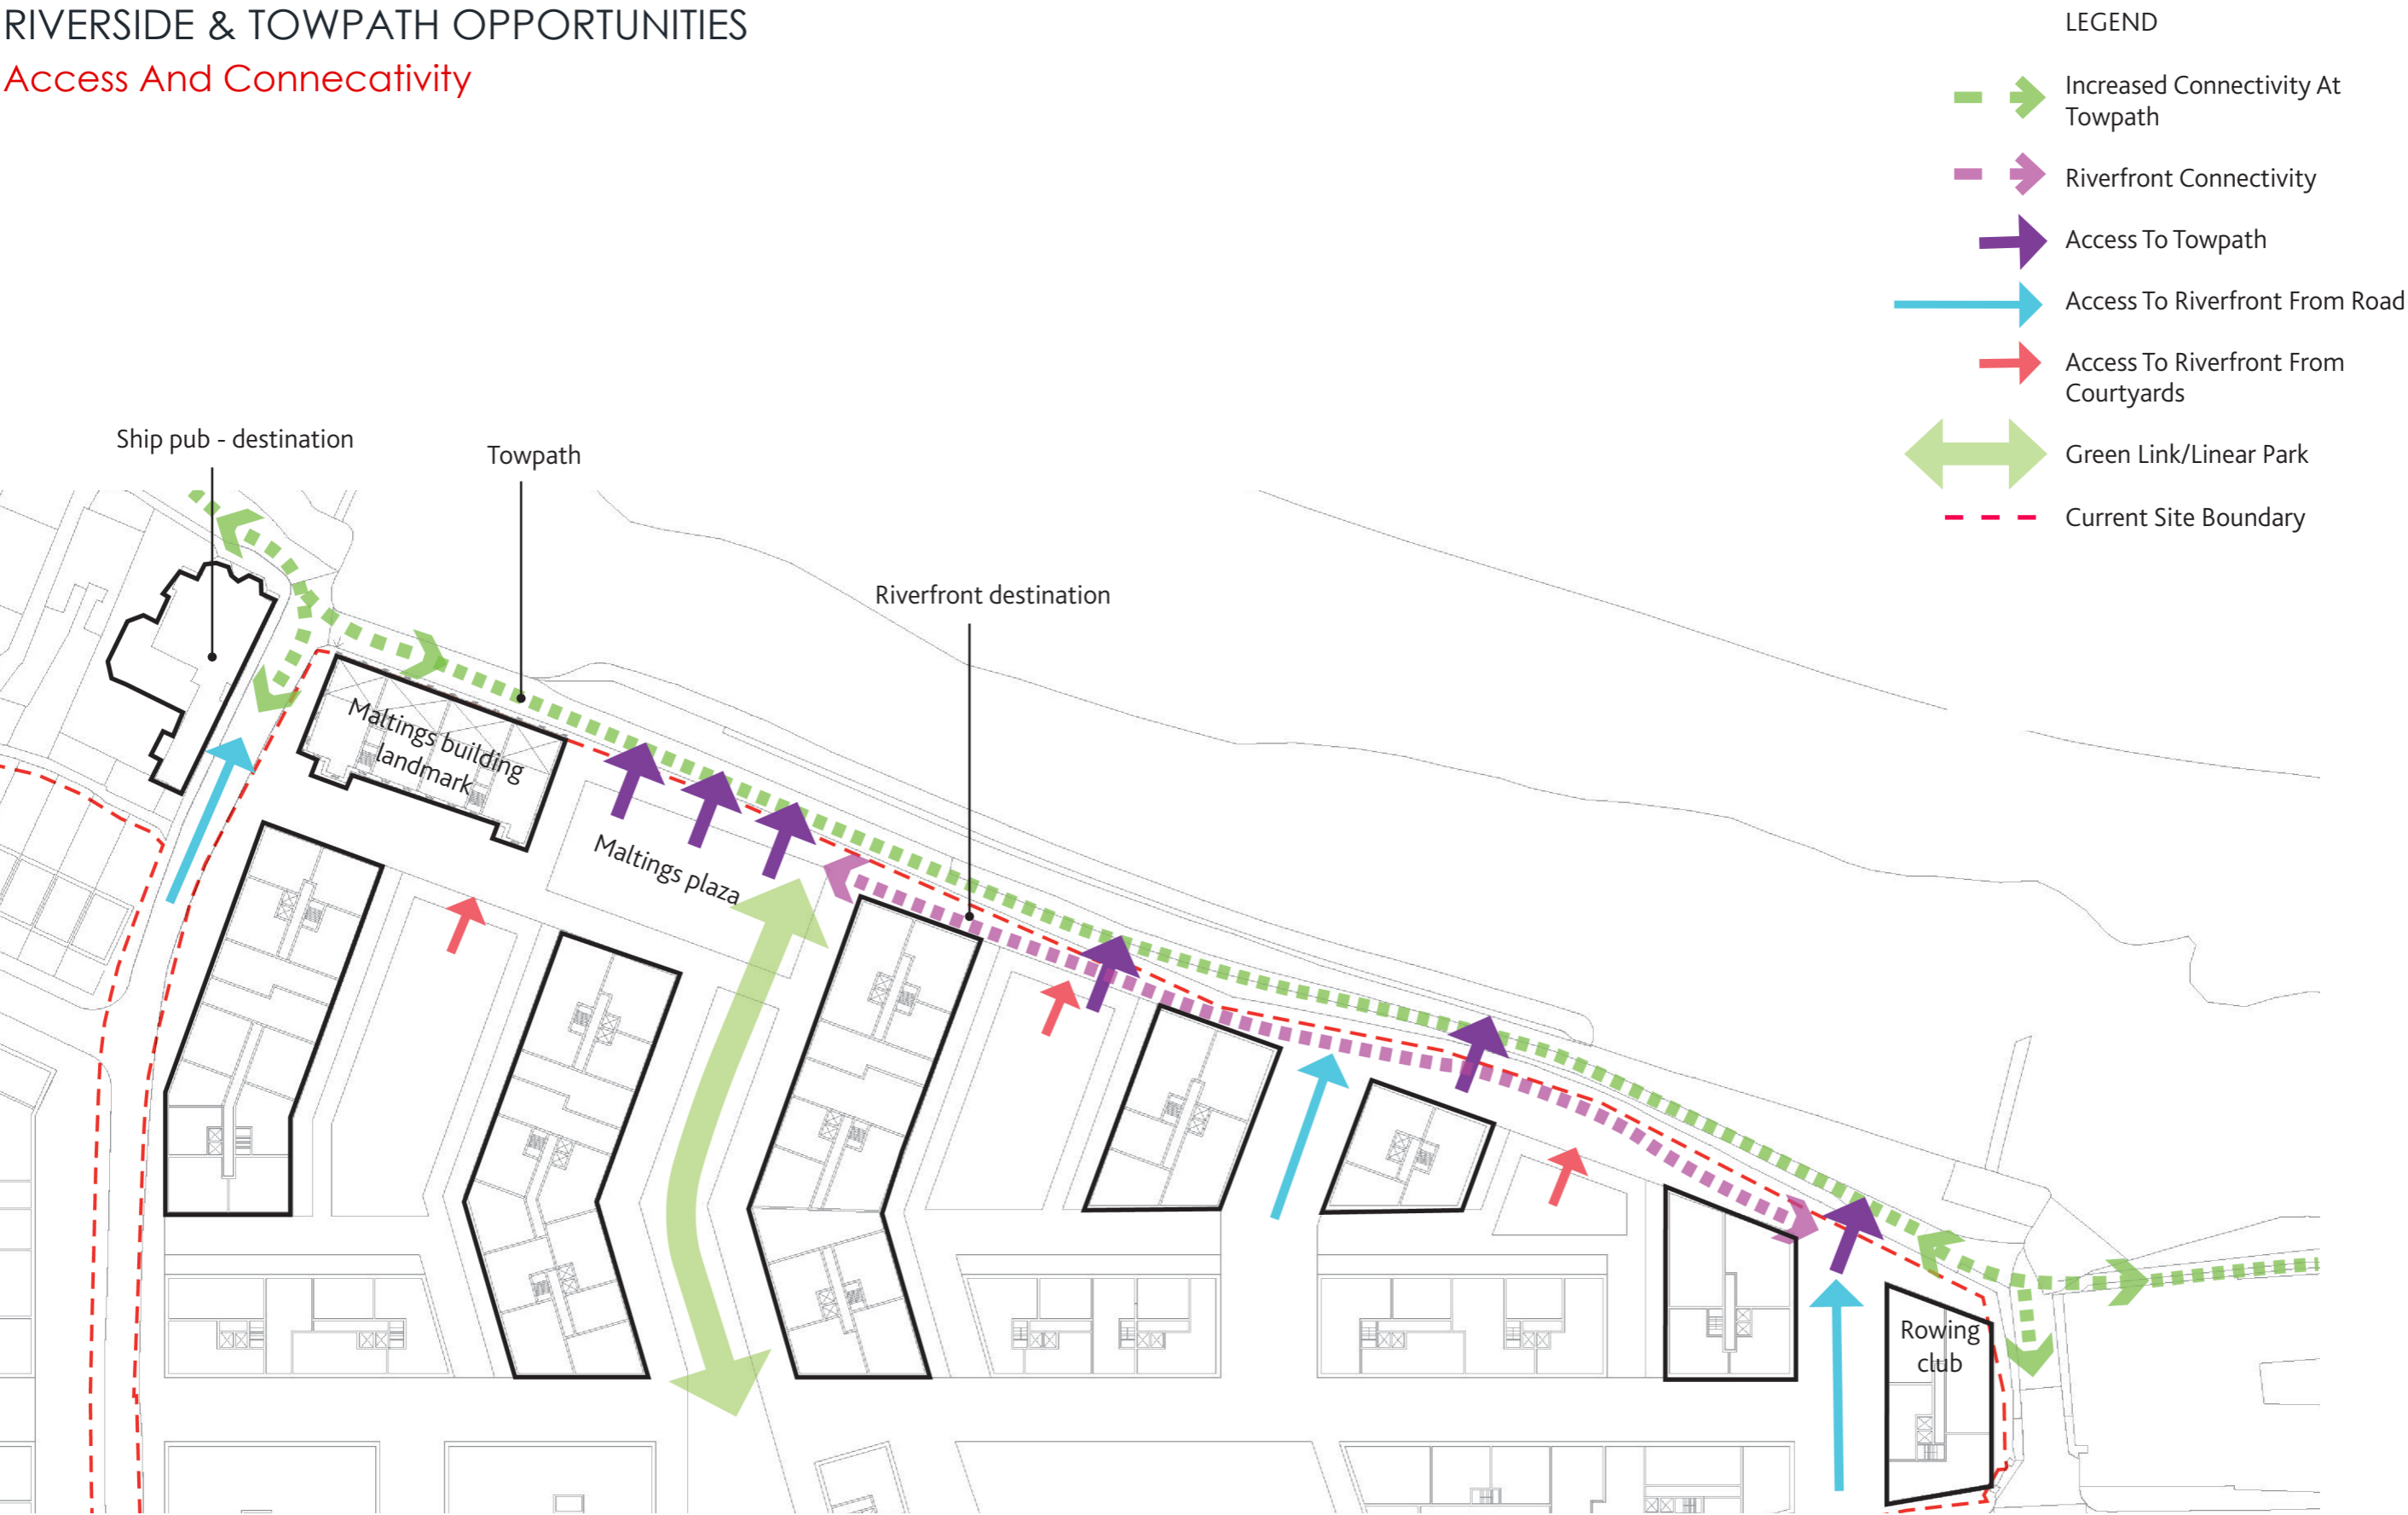 RIVERSIDE & TOWPATH OPPORTUNITIES
Access And Connecativity
LEGEND
Increased Connectivity At
Towpath
Riverfront Connectivity
Access To Towpath
Access To Riverfront From Road
Access To Riverfront From
Courtyards
Green Link/Linear Park
Current Site Boundary
Ship pub - destination
Towpath
Riverfront destination
Maltings building
landmark
Maltings plaza
Rowing
club